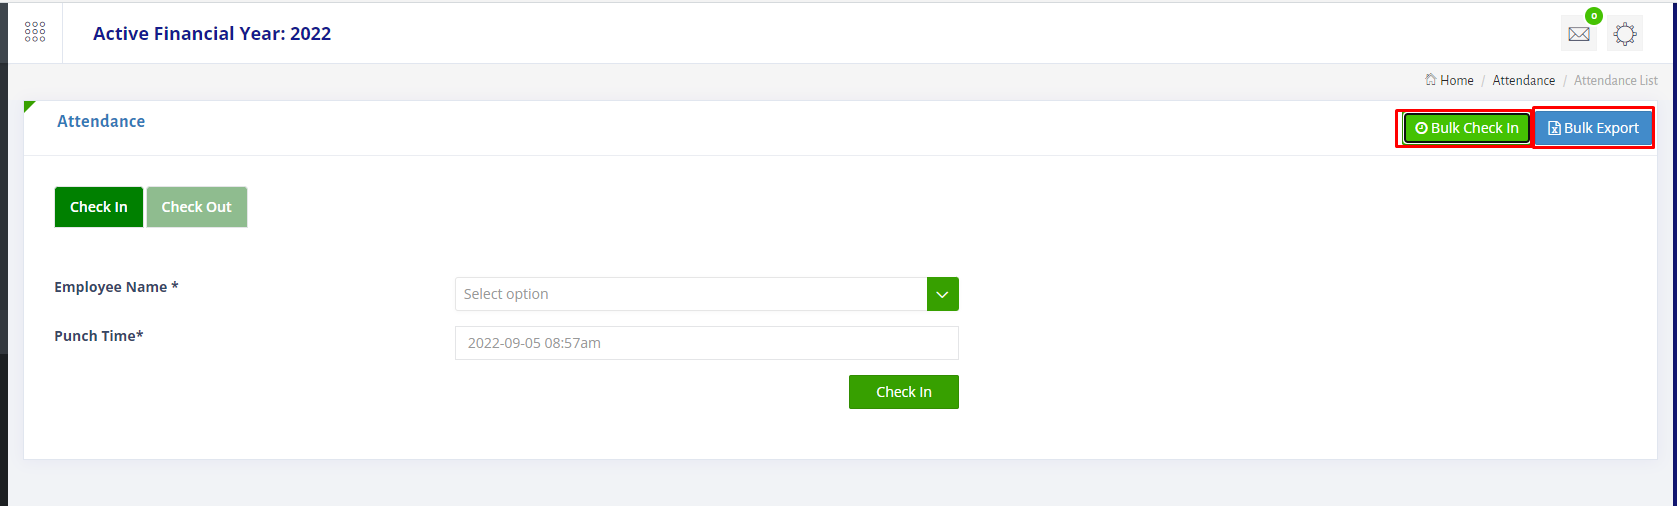 Active Financial Year: 2022
0
Home / Attendance / Attendance List
Attendance
Bulk Check In
Bulk Export
Check In
Check Out
Employee Name *
Select option
Punch Time*
2022-09-05 08:57am
Check In